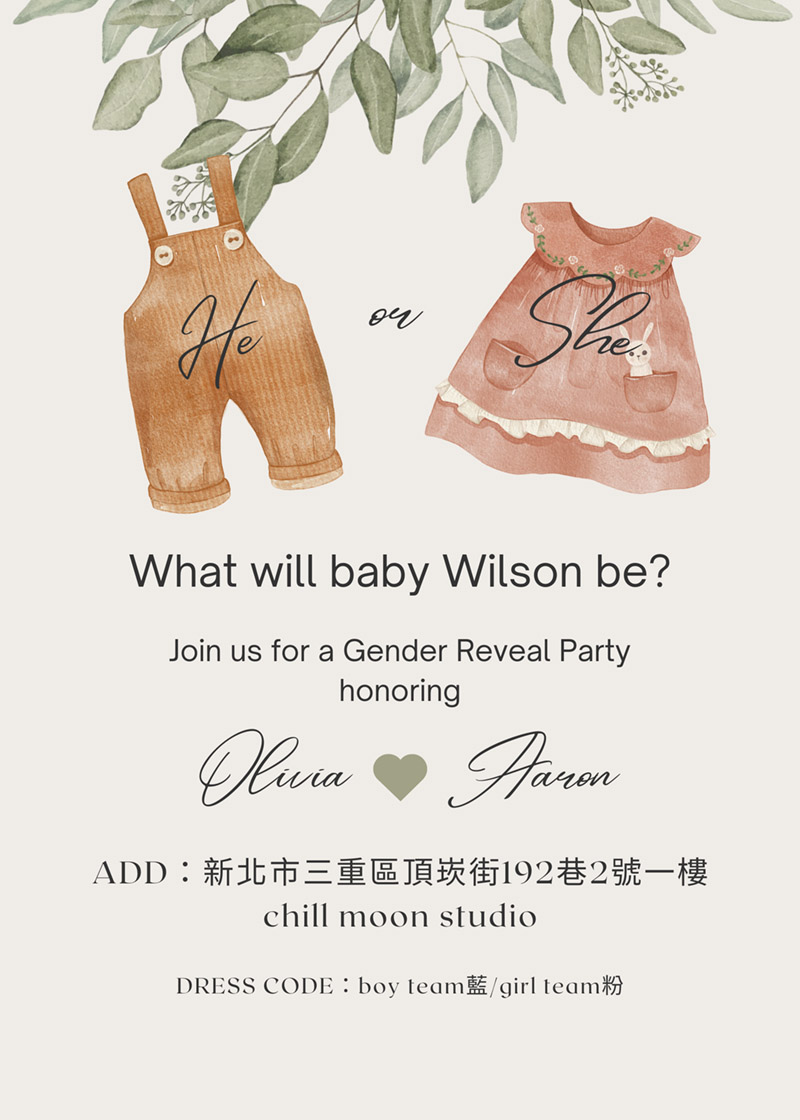 He or She
What will baby Wilson be?
Join us for a Gender Reveal Party
honoring
Olivia Aaron
ADD：新北市三重區頂崁街192巷2號一樓
chill moon studio
DRESS CODE：boy team藍/girl team粉